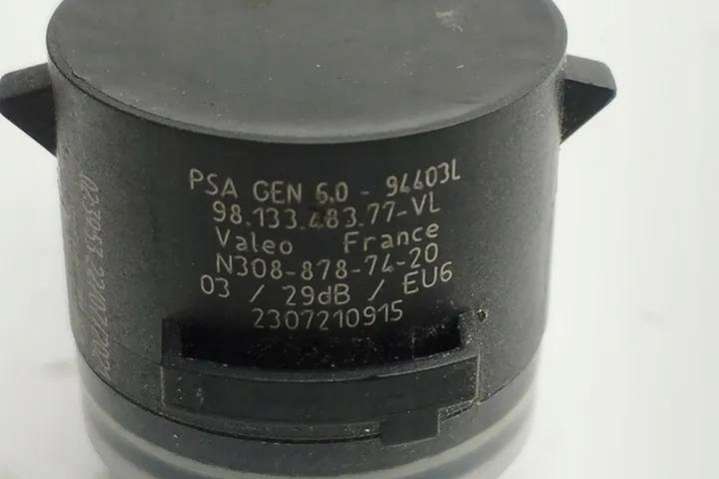 PSA GEN 6.0 - 94403L
98.133.483.77-VL
Valeo France
N308-878-74-20
03 / 29dB / EU6
2307210915